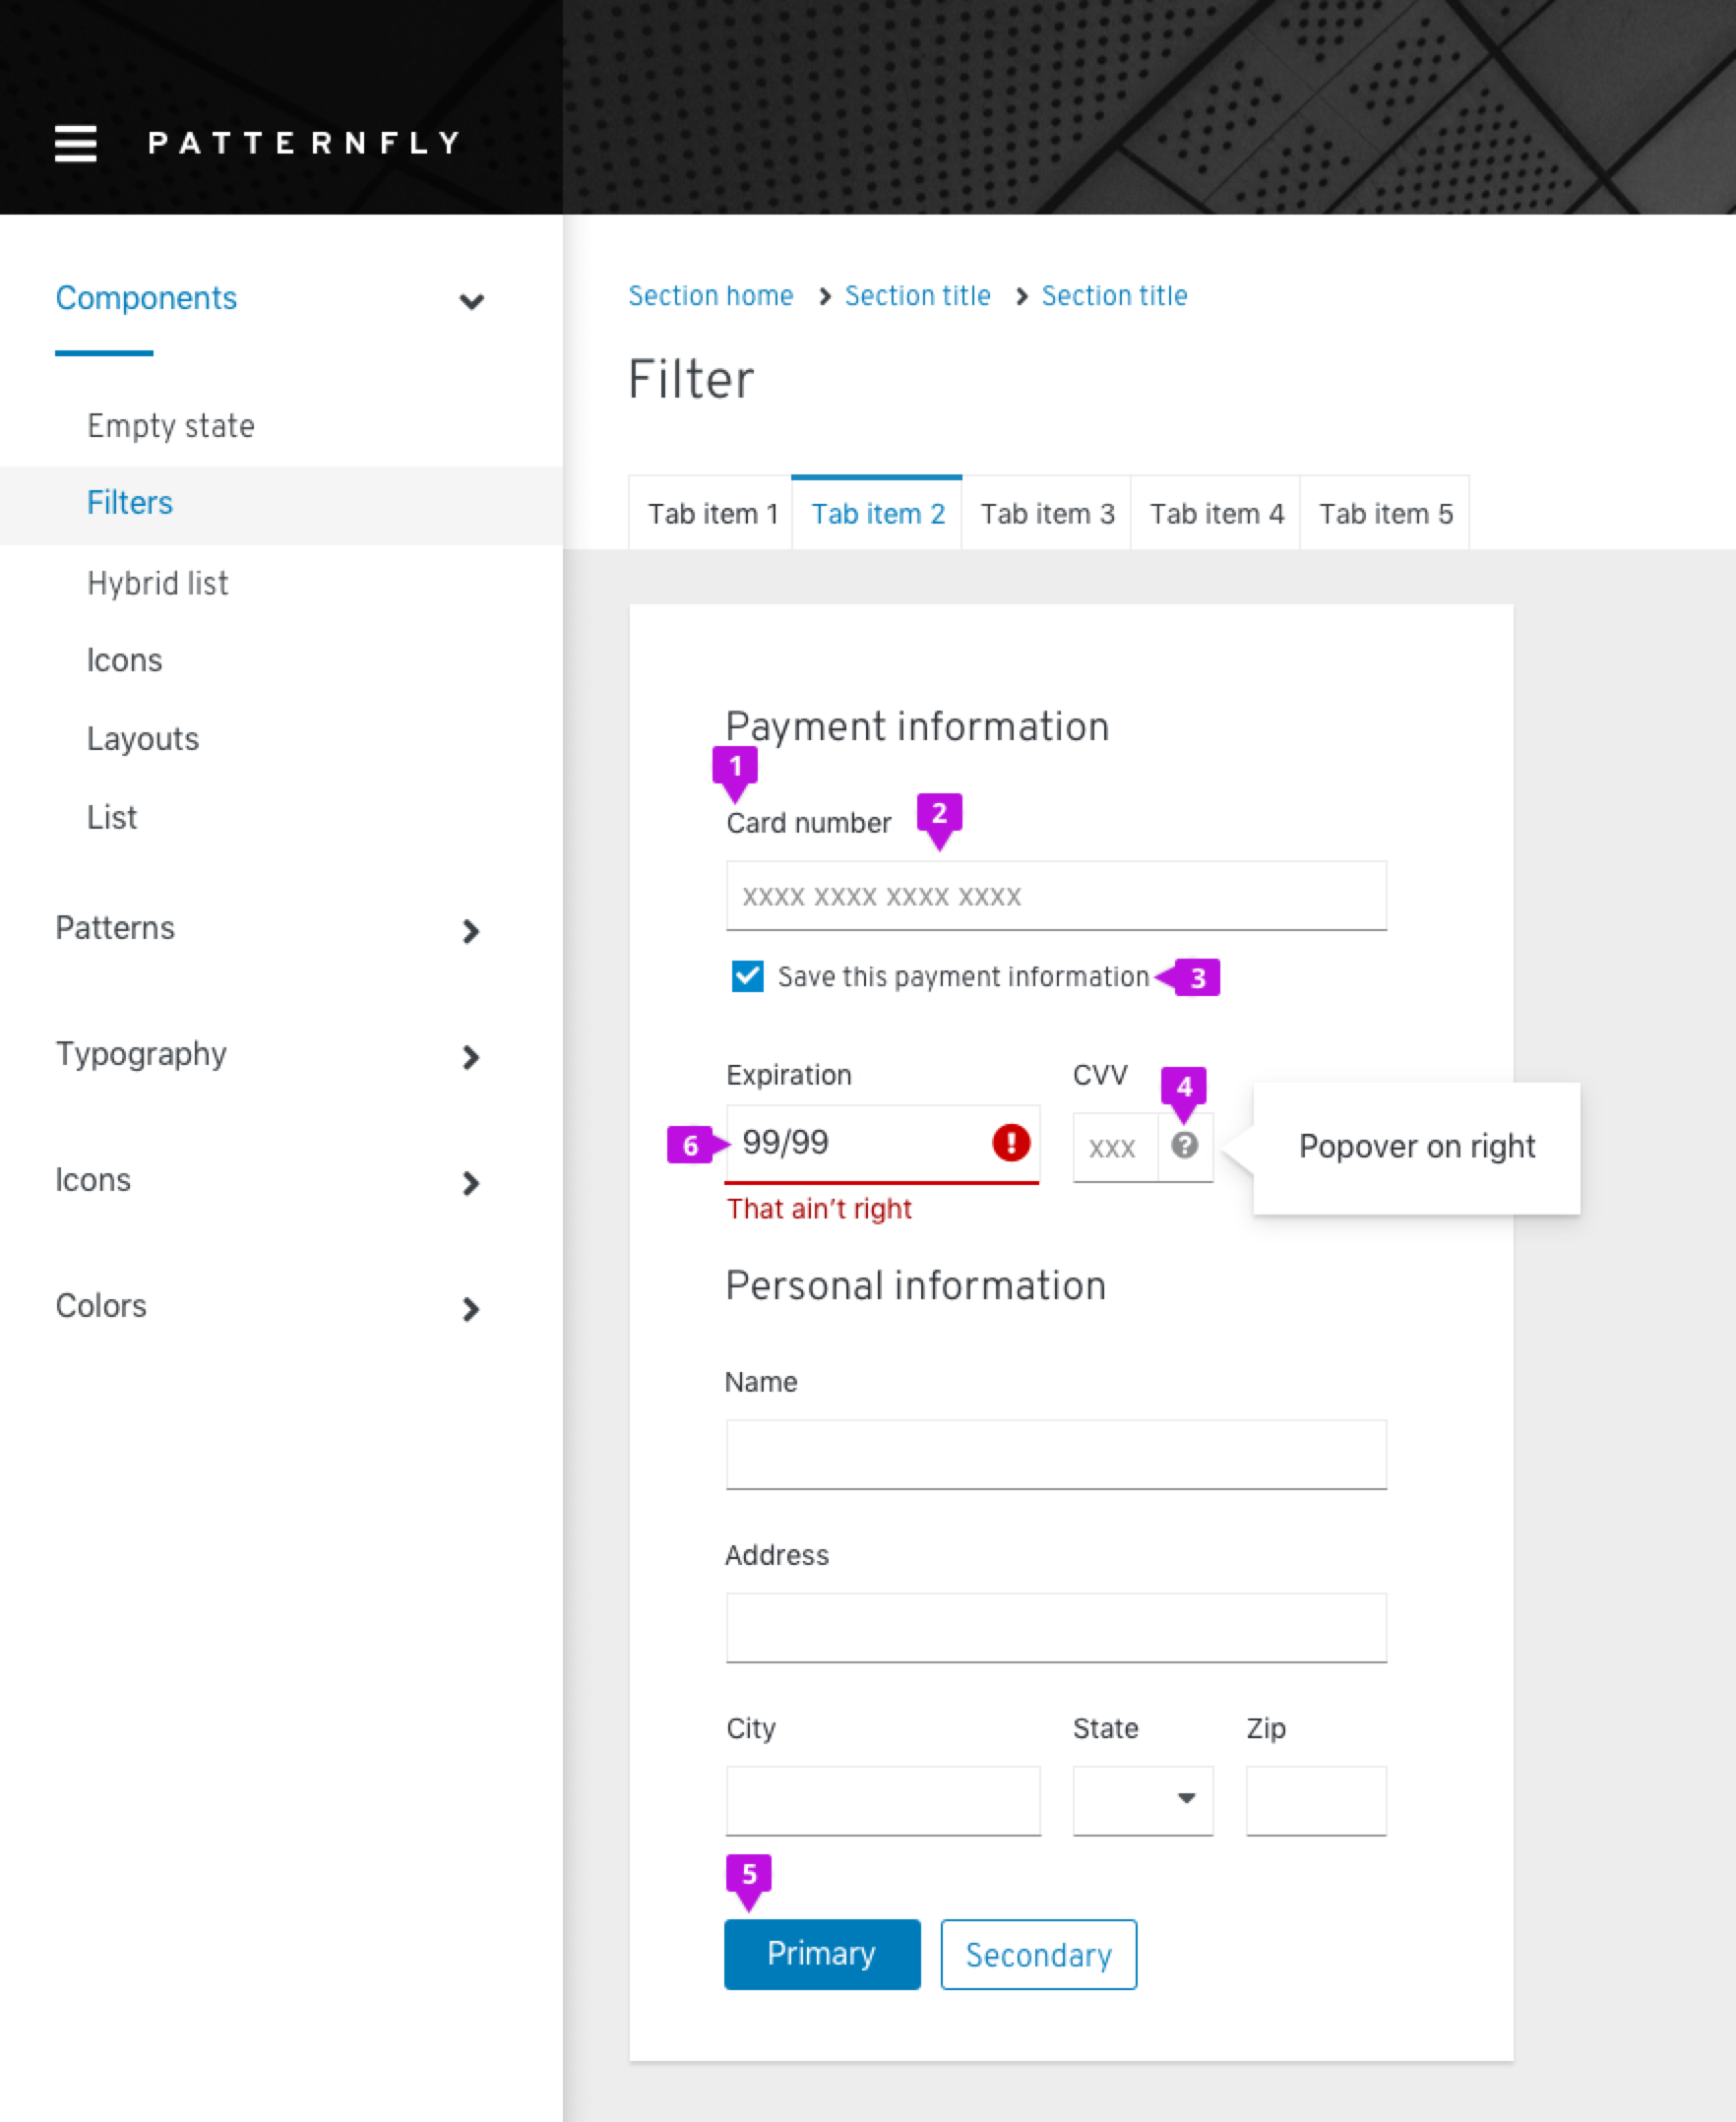 PATTERNFLY
Components
Empty state
Filters
Hybrid list
Icons
Layouts
List
Patterns
Typography
Icons
Colors
Section home Section title Section title
Filter
Tab item 1 Tab item 2 Tab item 3 Tab item 4 Tab item 5
Payment information
1
Card number 2
xxxx xxxx xxxx xxxx
Save this payment information 3
Expiration CVV 4
6 99/99 ! xxx ? Popover on right
That ain't right
Personal information
Name
Address
City State Zip
5
Primary Secondary